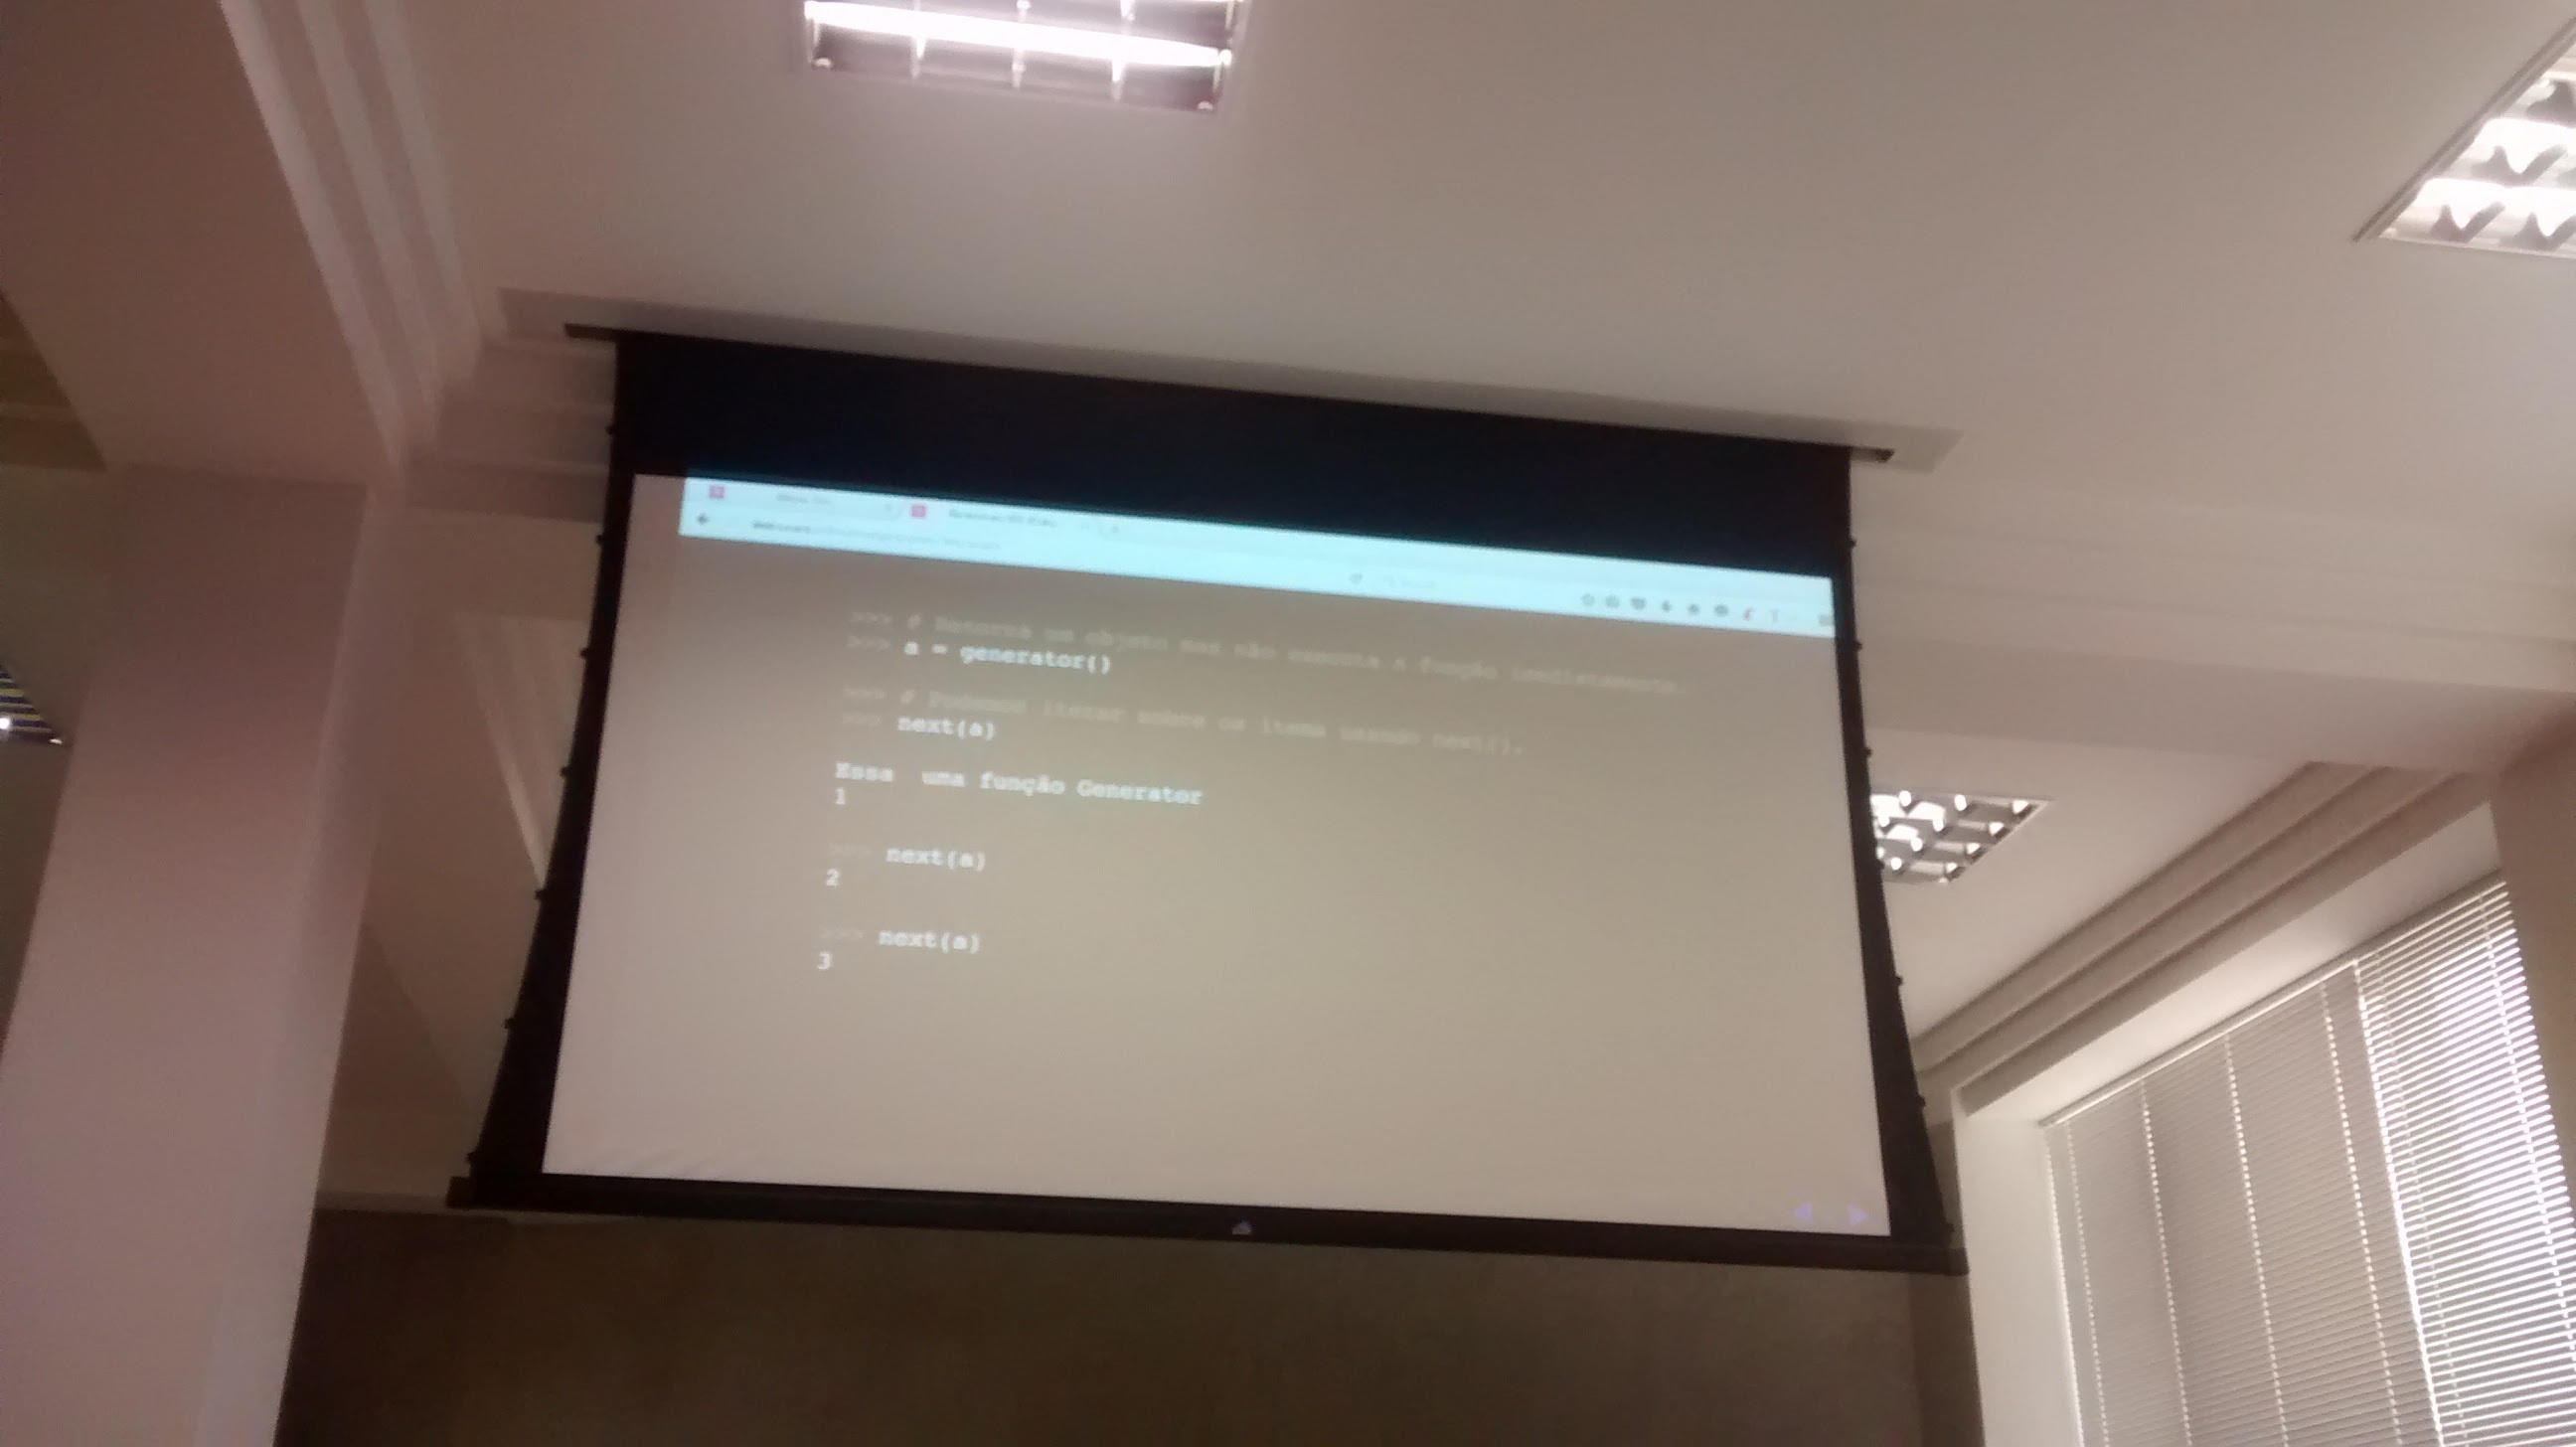 >>> # Retorna um objeto mas não executa a função imediatamente.
>>> a = generator()
>>> # Podemos iterar sobre os itens usando next().
>>> next(a)
Essa uma função Generator
1
>>> next(a)
2
>>> next(a)
3